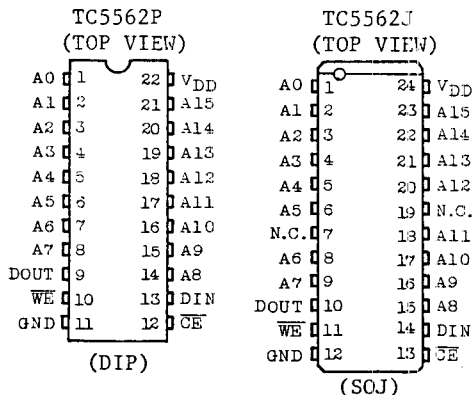 TC5562P TC5562J
(TOP VIEW) (TOP VIEW)
A0 1 22 VDD
A1 2 21 A15
A2 3 20 A14
A3 4 19 A13
A4 5 18 A12
A5 6 17 A11
A6 7 16 A10
A7 8 15 A9
DOUT 9 14 A8
W̅E̅ 10 13 DIN
GND 11 12 C̅E̅
(DIP)
A0 1 24 VDD
A1 2 23 A15
A2 3 22 A14
A3 4 21 A13
A4 5 20 A12
A5 6 19 N.C.
N.C. 7 18 A11
A6 8 17 A10
A7 9 16 A9
DOUT 10 15 A8
W̅E̅ 11 14 DIN
GND 12 13 C̅E̅
(SOJ)